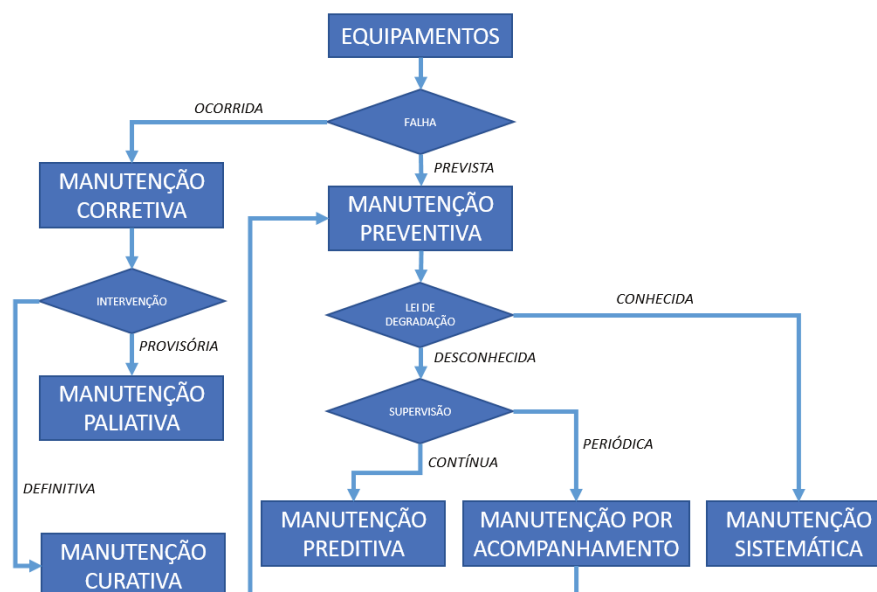 EQUIPAMENTOS
OCORRIDA
FALHA
PREVISTA
MANUTENÇÃO
CORRETIVA
MANUTENÇÃO
PREVENTIVA
INTERVENÇÃO
LEI DE
DEGRADAÇÃO
CONHECIDA
PROVISÓRIA
DESCONHECIDA
MANUTENÇÃO
PALIATIVA
SUPERVISÃO
PERIÓDICA
CONTÍNUA
DEFINITIVA
MANUTENÇÃO
PREDITIVA
MANUTENÇÃO POR
ACOMPANHAMENTO
MANUTENÇÃO
SISTEMÁTICA
MANUTENÇÃO
CURATIVA